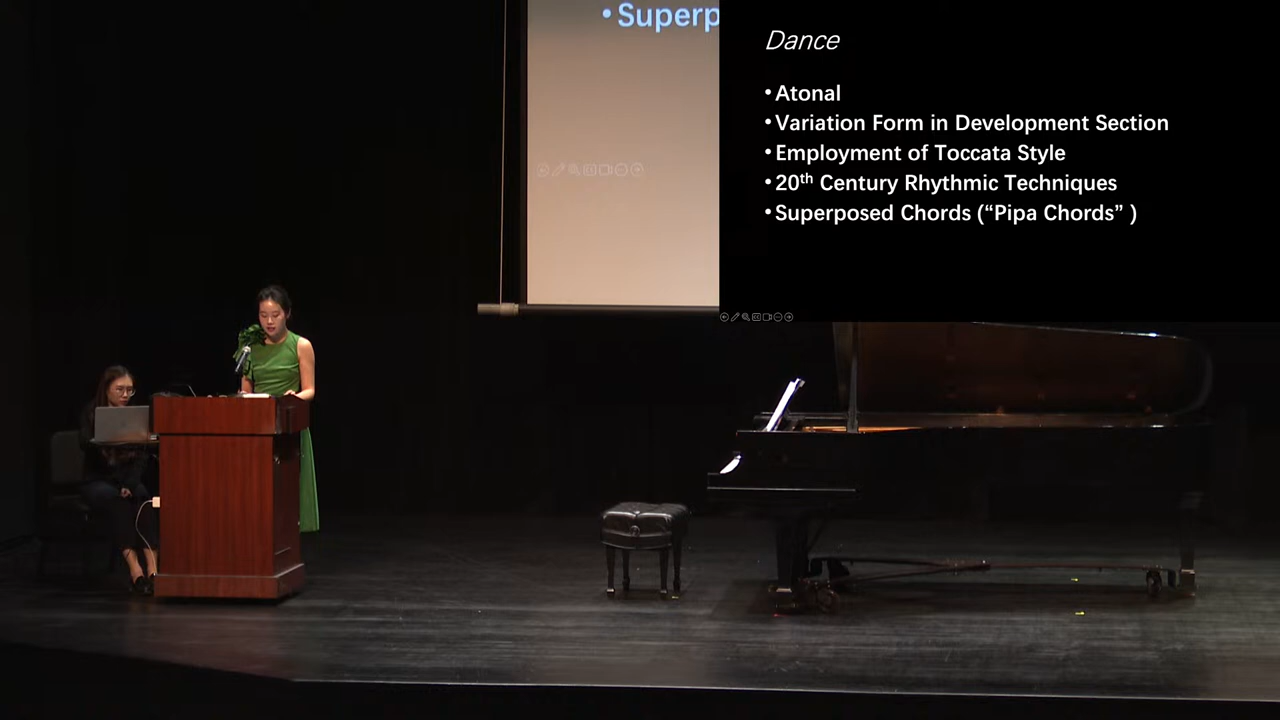 • Superp
Dance
• Atonal
• Variation Form in Development Section
• Employment of Toccata Style
• 20th Century Rhythmic Techniques
• Superposed Chords (“Pipa Chords” )